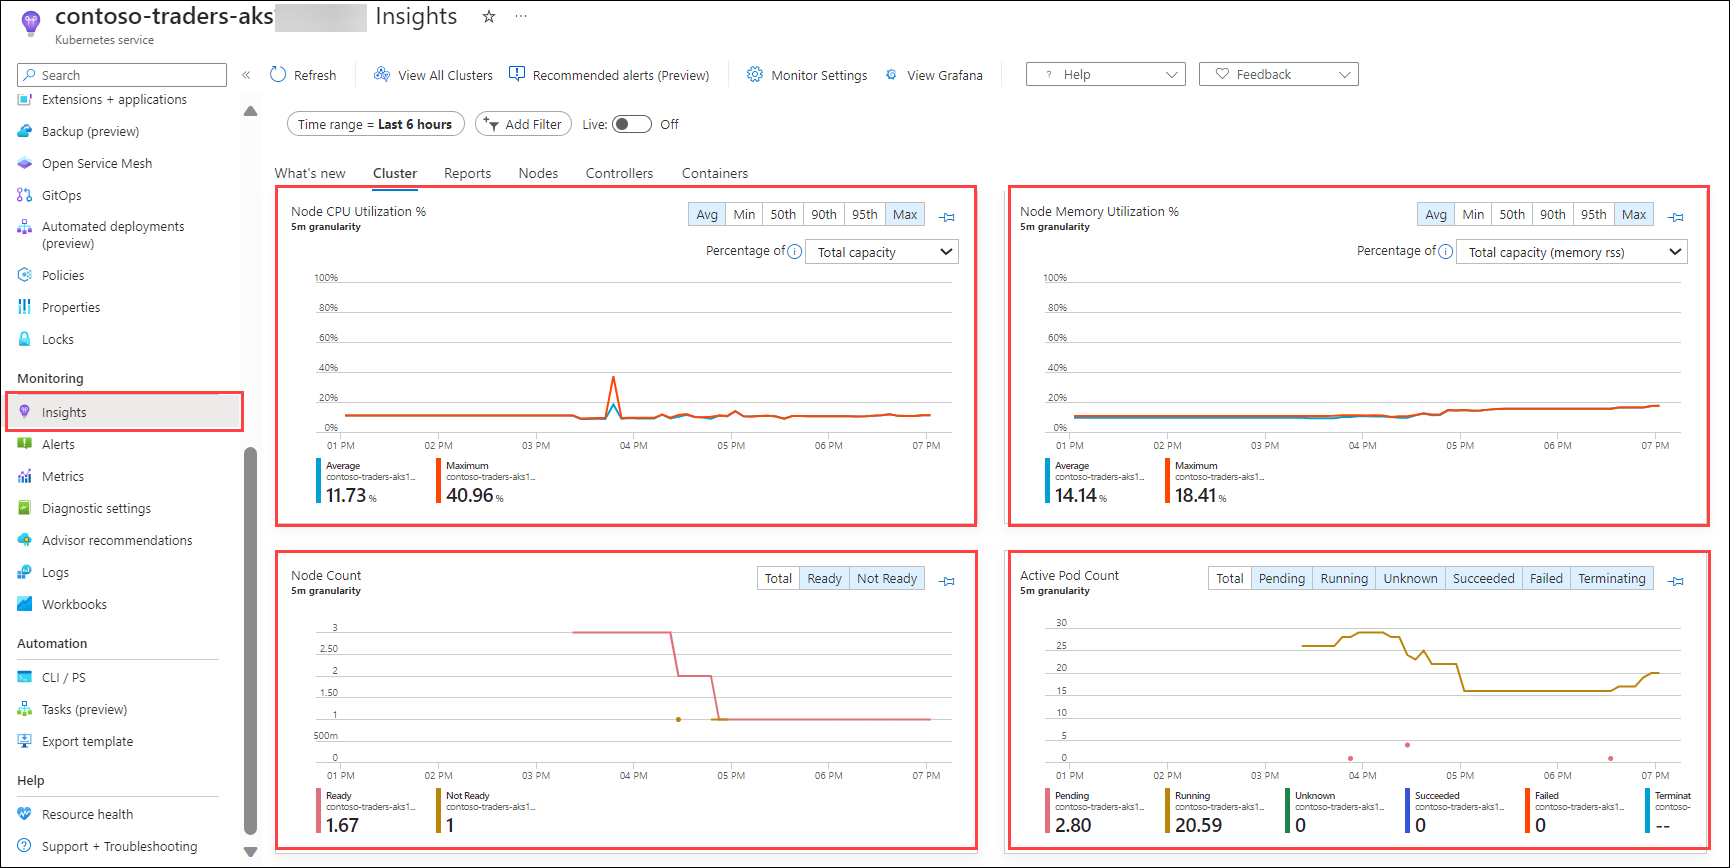 contoso-traders-aks Insights
Kubernetes service
Search
Refresh
View All Clusters
Recommended alerts (Preview)
Monitor Settings
View Grafana
? Help
Feedback
Extensions + applications
Backup (preview)
Open Service Mesh
GitOps
Automated deployments
(preview)
Policies
Properties
Locks
Monitoring
Insights
Alerts
Metrics
Diagnostic settings
Advisor recommendations
Logs
Workbooks
Automation
CLI / PS
Tasks (preview)
Export template
Help
Resource health
Support + Troubleshooting
Time range = Last 6 hours
Add Filter
Live: Off
What's new
Cluster
Reports
Nodes
Controllers
Containers
Node CPU Utilization %
5m granularity
Avg Min 50th 90th 95th Max
Percentage of Total capacity
100%
80%
60%
40%
20%
0%
01 PM 02 PM 03 PM 04 PM 05 PM 06 PM 07 PM
Average
contoso-traders-aks1...
11.73 %
Maximum
contoso-traders-aks1...
40.96 %
Node Memory Utilization %
5m granularity
Avg Min 50th 90th 95th Max
Percentage of Total capacity (memory rss)
100%
80%
60%
40%
20%
0%
01 PM 02 PM 03 PM 04 PM 05 PM 06 PM 07 PM
Average
contoso-traders-aks1...
14.14 %
Maximum
contoso-traders-aks1...
18.41 %
Node Count
5m granularity
Total Ready Not Ready
3
2.50
2
1.50
1
500m
0
01 PM 02 PM 03 PM 04 PM 05 PM 06 PM 07 PM
Ready
contoso-traders-aks1...
1.67
Not Ready
contoso-traders-aks1...
1
Active Pod Count
5m granularity
Total Pending Running Unknown Succeeded Failed Terminating
30
25
20
15
10
5
0
01 PM 02 PM 03 PM 04 PM 05 PM 06 PM 07 PM
Pending
contoso-traders-aks1...
2.80
Running
contoso-traders-aks1...
20.59
Unknown
contoso-traders-aks1...
0
Succeeded
contoso-traders-aks1...
0
Failed
contoso-traders-aks1...
0
Terminat
contoso-
--